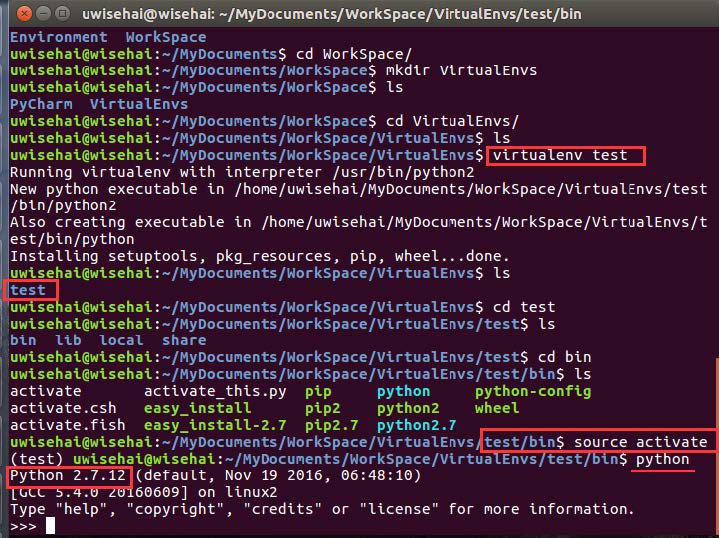 uwisehai@wisehai: ~/MyDocuments/WorkSpace/VirtualEnvs/test/bin
Environment  WorkSpace
uwisehai@wisehai:~/MyDocuments$ cd WorkSpace/
uwisehai@wisehai:~/MyDocuments/WorkSpace$ mkdir VirtualEnvs
uwisehai@wisehai:~/MyDocuments/WorkSpace$ ls
PyCharm  VirtualEnvs
uwisehai@wisehai:~/MyDocuments/WorkSpace$ cd VirtualEnvs/
uwisehai@wisehai:~/MyDocuments/WorkSpace/VirtualEnvs$ ls
uwisehai@wisehai:~/MyDocuments/WorkSpace/VirtualEnvs$ virtualenv test
Running virtualenv with interpreter /usr/bin/python2
New python executable in /home/uwisehai/MyDocuments/WorkSpace/VirtualEnvs/test
/bin/python2
Also creating executable in /home/uwisehai/MyDocuments/WorkSpace/VirtualEnvs/t
est/bin/python
Installing setuptools, pkg_resources, pip, wheel...done.
uwisehai@wisehai:~/MyDocuments/WorkSpace/VirtualEnvs$ ls
test
uwisehai@wisehai:~/MyDocuments/WorkSpace/VirtualEnvs$ cd test
uwisehai@wisehai:~/MyDocuments/WorkSpace/VirtualEnvs/test$ ls
bin  lib  local  share
uwisehai@wisehai:~/MyDocuments/WorkSpace/VirtualEnvs/test$ cd bin
uwisehai@wisehai:~/MyDocuments/WorkSpace/VirtualEnvs/test/bin$ ls
activate       activate_this.py  pip     python     python-config
activate.csh   easy_install      pip2    python2    wheel
activate.fish  easy_install-2.7  pip2.7  python2.7
uwisehai@wisehai:~/MyDocuments/WorkSpace/VirtualEnvs/test/bin$ source activate
(test) uwisehai@wisehai:~/MyDocuments/WorkSpace/VirtualEnvs/test/bin$ python
Python 2.7.12 (default, Nov 19 2016, 06:48:10)
[GCC 5.4.0 20160609] on linux2
Type "help", "copyright", "credits" or "license" for more information.
>>>